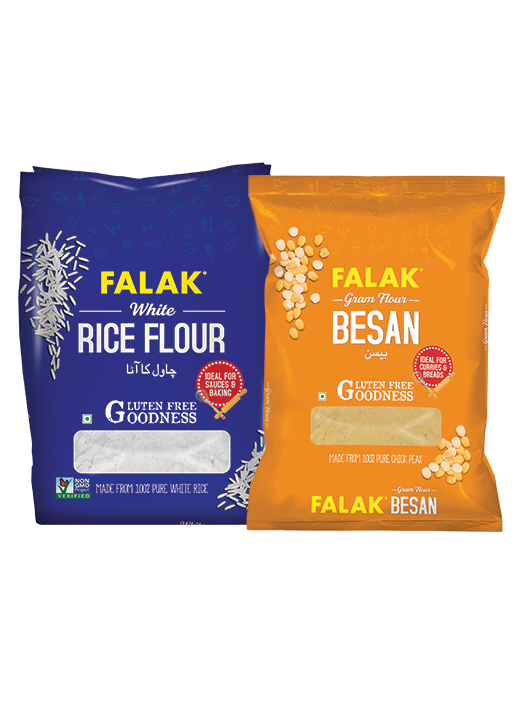 FALAK®
White
RICE FLOUR
چاول کا آٹا
IDEAL FOR
SAUCES &
BAKING
GLUTEN FREE
GOODNESS
NON
GMO
Project
VERIFIED
MADE FROM 100% PURE WHITE RICE
White
FALAK®
Gram Flour
BESAN
بیسن
IDEAL FOR
CURRIES &
BREADS
GLUTEN FREE
GOODNESS
MADE FROM 100% PURE CHICK PEAS
Gram Flour
FALAK® BESAN